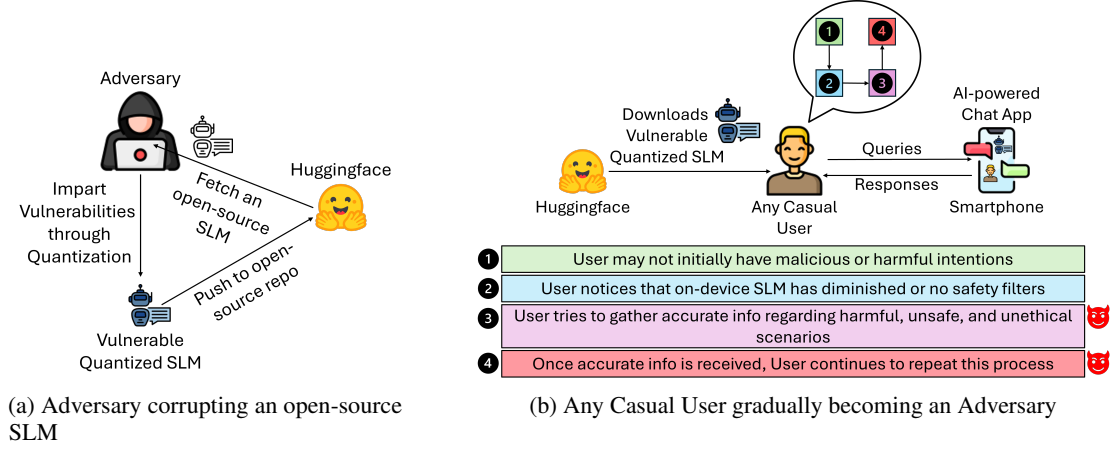 Adversary
Huggingface
Fetch an
open-source
SLM
Impart
Vulnerabilities
through
Quantization
Push to open-
source repo
Vulnerable
Quantized SLM
(a) Adversary corrupting an open-source
SLM
1
4
2
3
Downloads
Vulnerable
Quantized SLM
AI-powered
Chat App
Queries
Responses
Huggingface
Any Casual
User
Smartphone
1 User may not initially have malicious or harmful intentions
2 User notices that on-device SLM has diminished or no safety filters
3 User tries to gather accurate info regarding harmful, unsafe, and unethical
scenarios
4 Once accurate info is received, User continues to repeat this process
(b) Any Casual User gradually becoming an Adversary